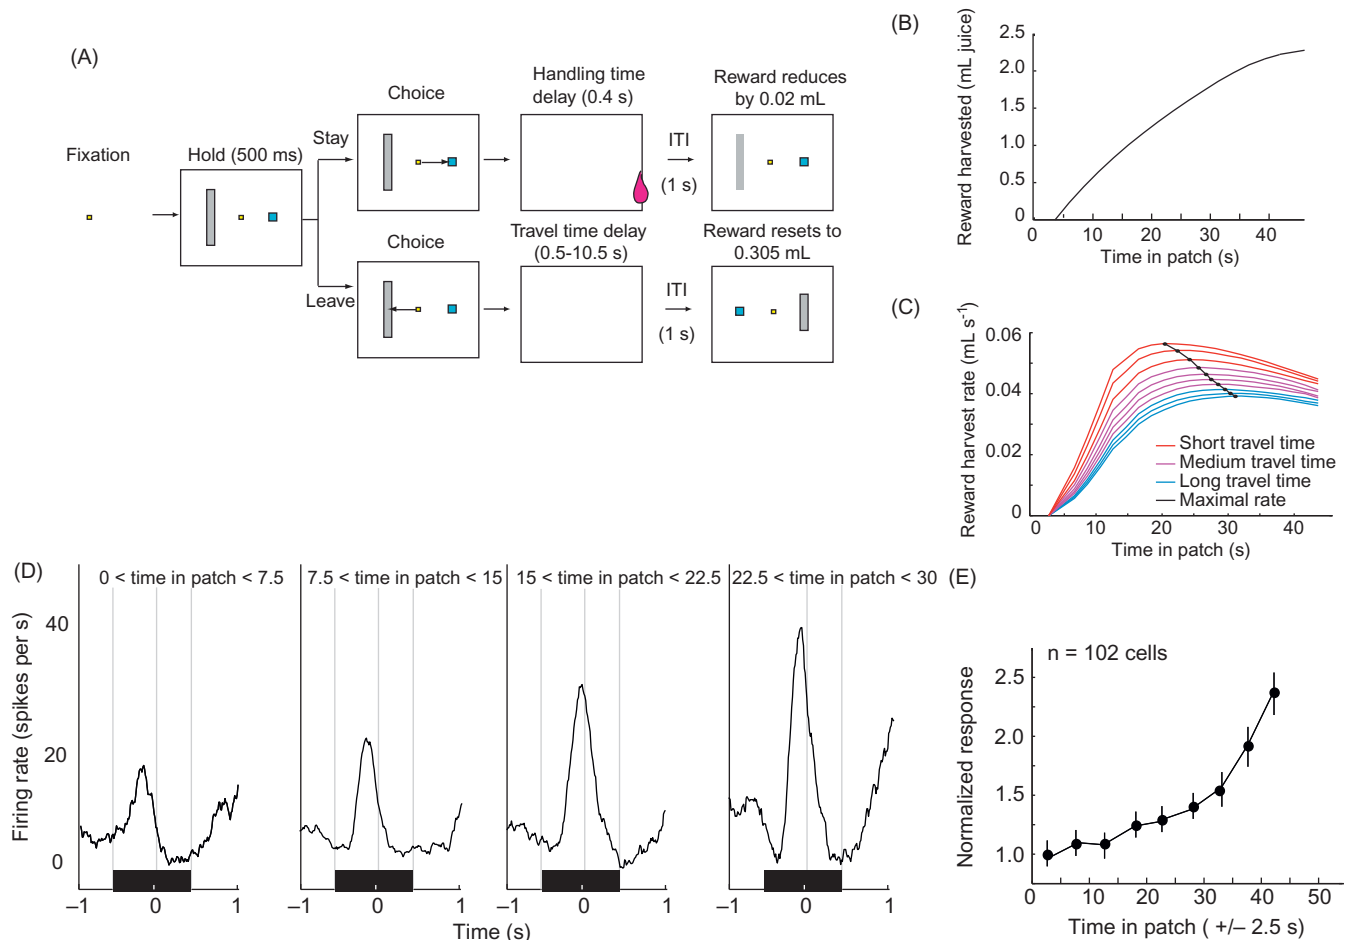 (A)
Fixation
Hold (500 ms)
Stay
Leave
Choice
Handling time
delay (0.4 s)
ITI
(1 s)
Reward reduces
by 0.02 mL
Choice
Travel time delay
(0.5-10.5 s)
ITI
(1 s)
Reward resets to
0.305 mL
(B)
Reward harvested (mL juice)
2.5
2.0
1.5
1.0
0.5
0
0 10 20 30 40
Time in patch (s)
(C)
Reward harvest rate (mL s⁻¹)
0.06
0.04
0.02
0
Short travel time
Medium travel time
Long travel time
Maximal rate
0 10 20 30 40
Time in patch (s)
(D)
Firing rate (spikes per s)
40
20
0
0 < time in patch < 7.5
7.5 < time in patch < 15
15 < time in patch < 22.5
22.5 < time in patch < 30
–1 0 1
–1 0 1
–1 0 1
–1 0 1
Time (s)
(E)
n = 102 cells
Normalized response
2.5
2.0
1.5
1.0
0 10 20 30 40 50
Time in patch ( +/– 2.5 s)